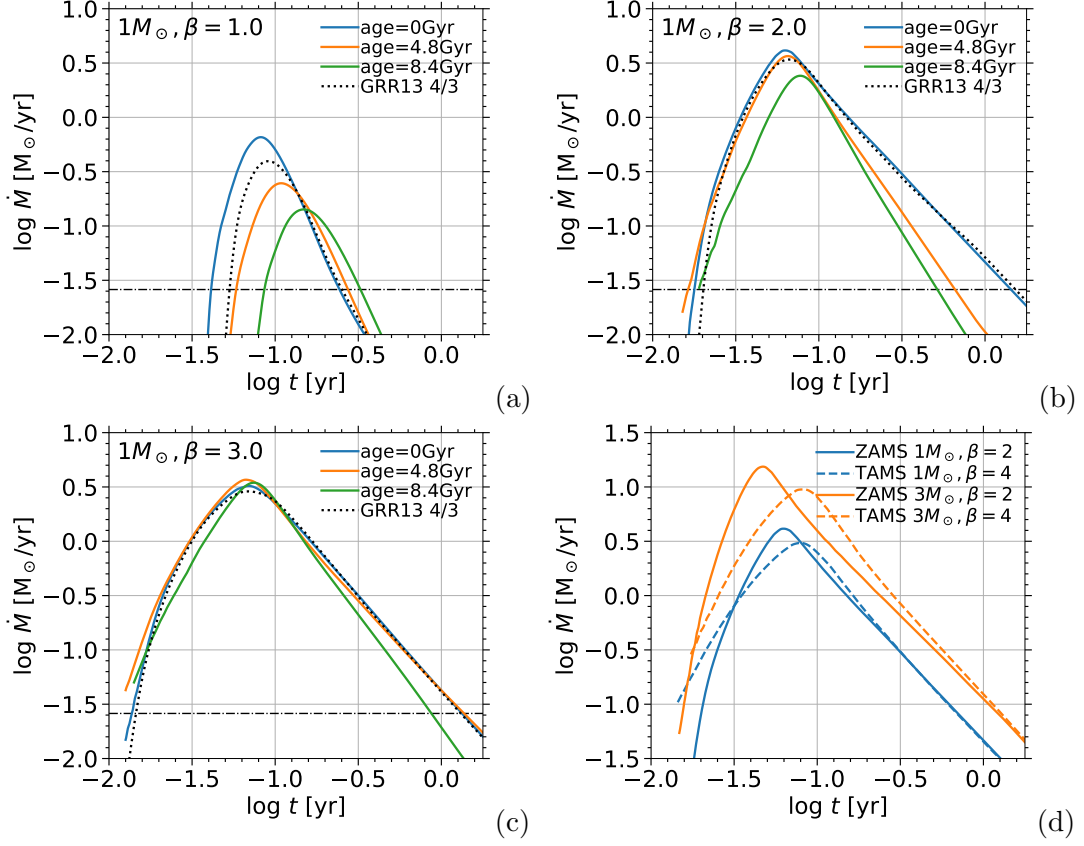 1M⊙, β = 1.0
age=0Gyr
age=4.8Gyr
age=8.4Gyr
GRR13 4/3
1.0
0.5
0.0
−0.5
−1.0
−1.5
−2.0
log Ṁ [M⊙/yr]
−2.0 −1.5 −1.0 −0.5 0.0
log t [yr]
(a)
1M⊙, β = 2.0
age=0Gyr
age=4.8Gyr
age=8.4Gyr
GRR13 4/3
1.0
0.5
0.0
−0.5
−1.0
−1.5
−2.0
log Ṁ [M⊙/yr]
−2.0 −1.5 −1.0 −0.5 0.0
log t [yr]
(b)
1M⊙, β = 3.0
age=0Gyr
age=4.8Gyr
age=8.4Gyr
GRR13 4/3
1.0
0.5
0.0
−0.5
−1.0
−1.5
−2.0
log Ṁ [M⊙/yr]
−2.0 −1.5 −1.0 −0.5 0.0
log t [yr]
(c)
ZAMS 1M⊙, β = 2
TAMS 1M⊙, β = 4
ZAMS 3M⊙, β = 2
TAMS 3M⊙, β = 4
1.5
1.0
0.5
0.0
−0.5
−1.0
−1.5
log Ṁ [M⊙/yr]
−2.0 −1.5 −1.0 −0.5 0.0
log t [yr]
(d)